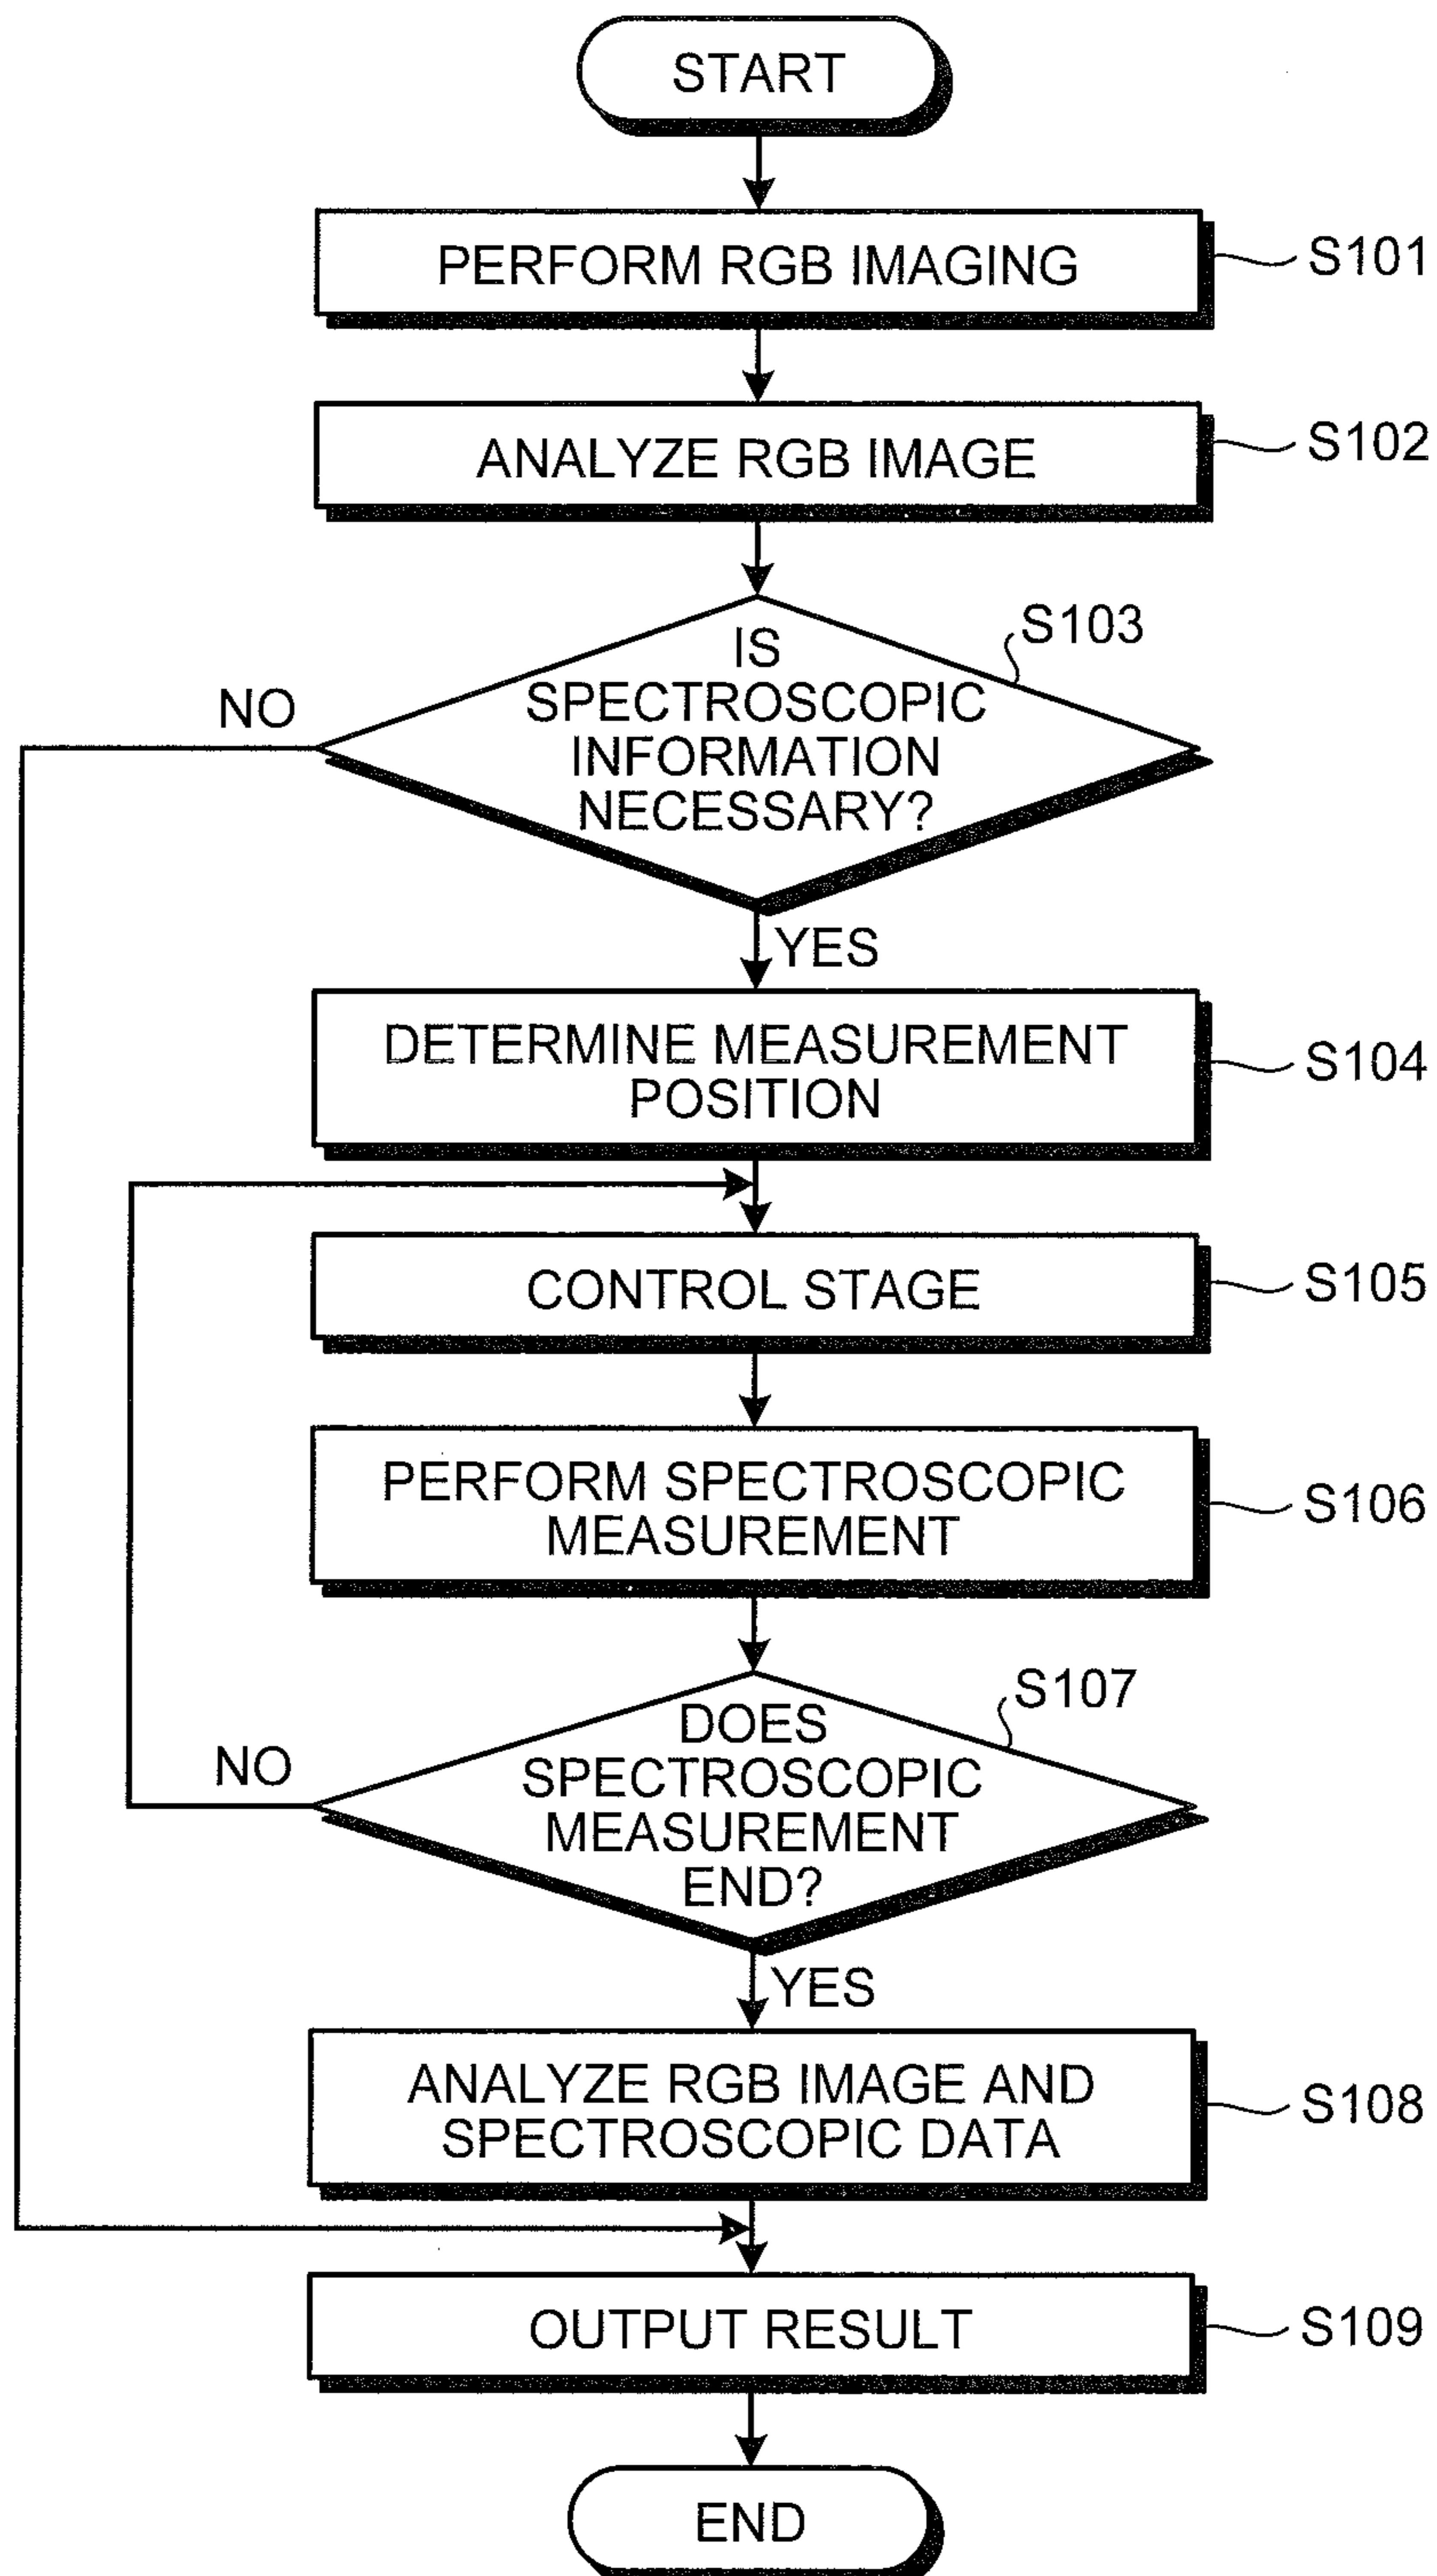 START
PERFORM RGB IMAGING
S101
ANALYZE RGB IMAGE
S102
S103
IS
SPECTROSCOPIC
INFORMATION
NECESSARY?
NO
YES
DETERMINE MEASUREMENT
POSITION
S104
CONTROL STAGE
S105
PERFORM SPECTROSCOPIC
MEASUREMENT
S106
S107
DOES
SPECTROSCOPIC
MEASUREMENT
END?
NO
YES
ANALYZE RGB IMAGE AND
SPECTROSCOPIC DATA
S108
OUTPUT RESULT
S109
END